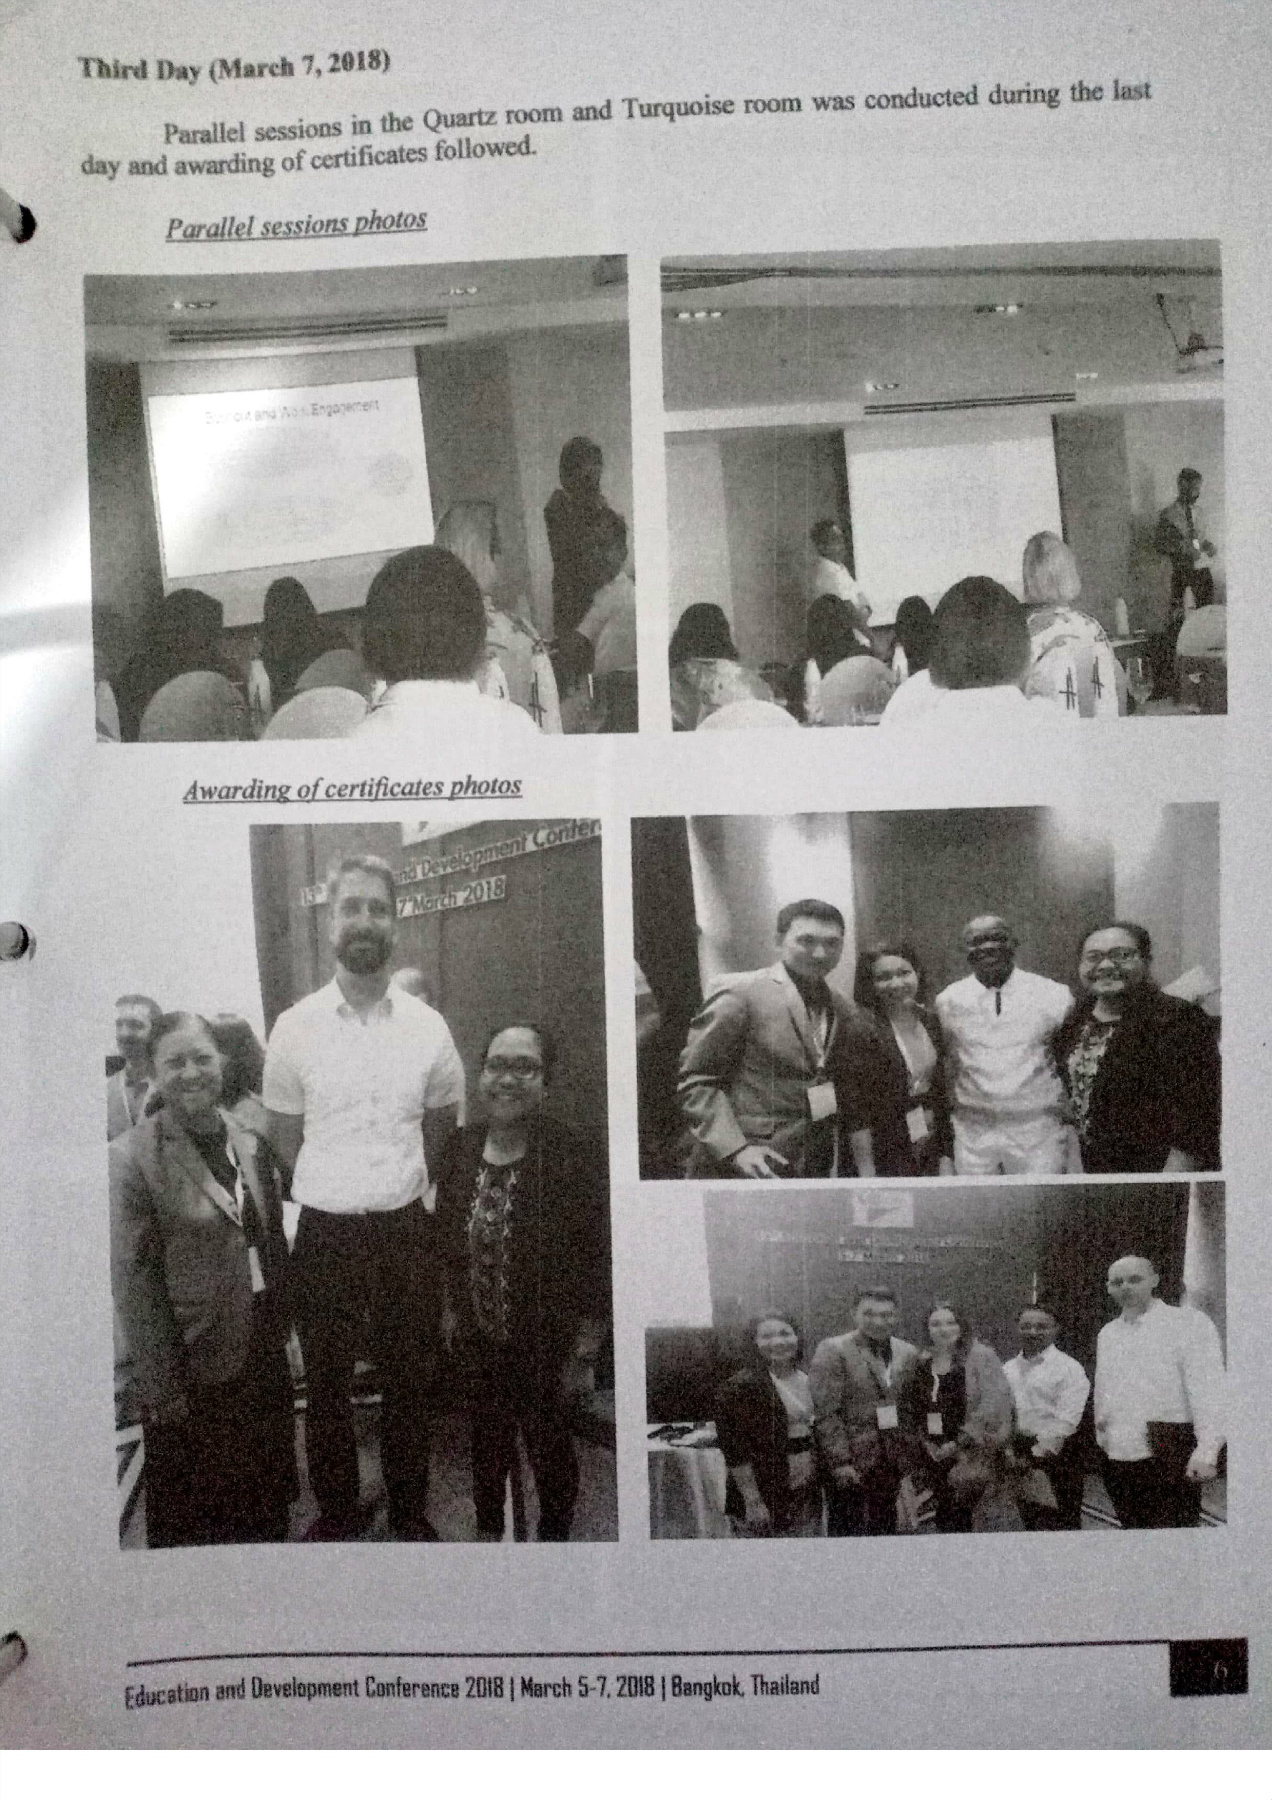 Third Day (March 7, 2018)
Parallel sessions in the Quartz room and Turquoise room was conducted during the last
day and awarding of certificates followed.
Parallel sessions photos
Burnout and Work Engagement
Awarding of certificates photos
13th
nd Development Confer
7th March 2018
Education and Development Conference 2018 | March 5-7, 2018 | Bangkok, Thailand
6